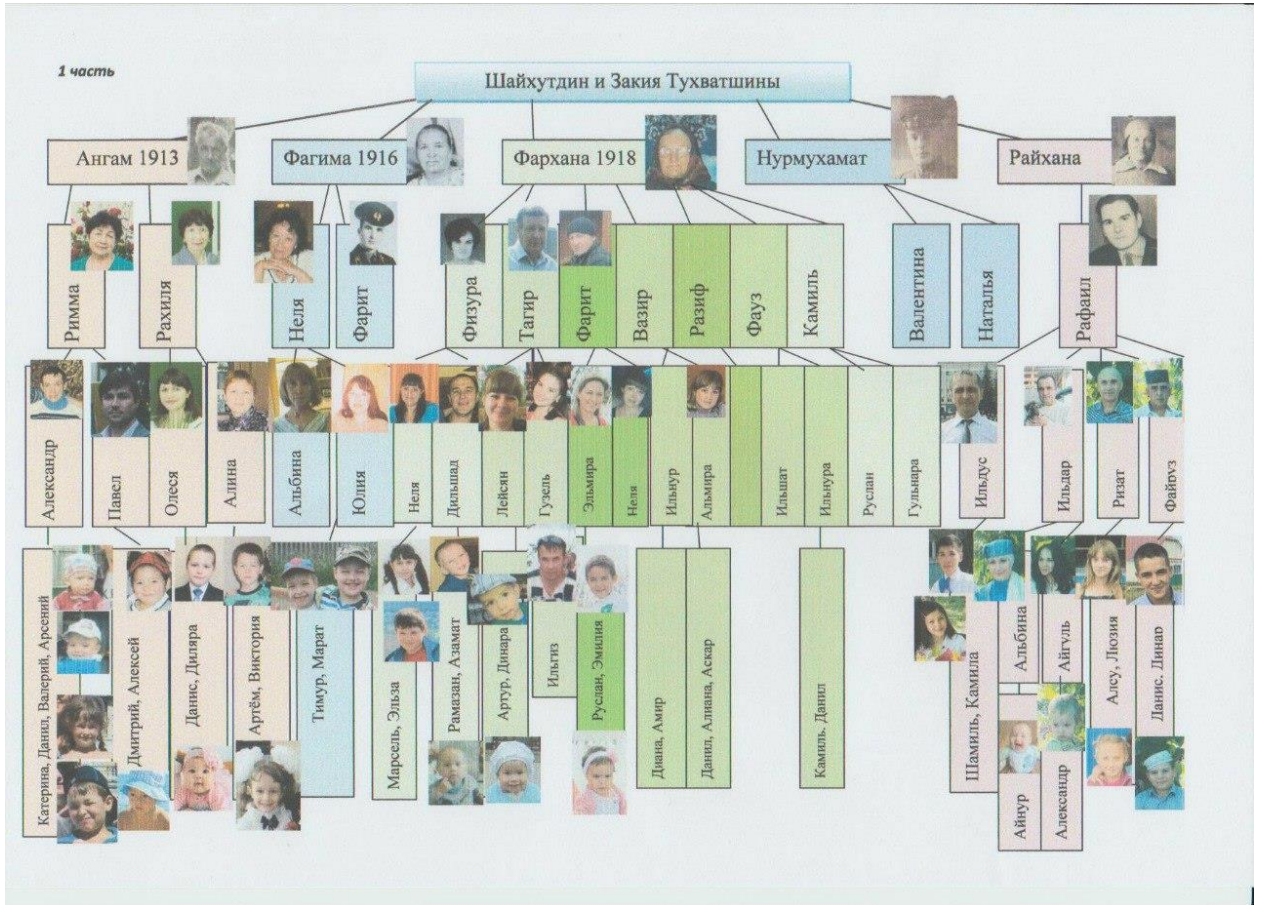 1 часть
Шайхутдин и Закия Тухватшины
Ангам 1913
Фагима 1916
Фархана 1918
Нурмухамат
Райхана
Римма
Рахиля
Неля
Фарит
Физура
Тагир
Фарит
Вазир
Разиф
Фауз
Камиль
Валентина
Наталья
Рафаил
Александр
Павел
Олеся
Алина
Альбина
Юлия
Неля
Дильшад
Лейсян
Гузель
Эльмира
Неля
Ильнур
Альмира
Ильшат
Ильнура
Руслан
Гульнара
Ильдус
Ильдар
Ризат
Файруз
Катерина, Данил, Валерий, Арсений
Дмитрий, Алексей
Данис, Диляра
Артём, Виктория
Тимур, Марат
Марсель, Эльза
Рамазан, Азамат
Артур, Динара
Ильгиз
Руслан, Эмилия
Диана, Амир
Данил, Алиана, Аскар
Камиль, Данил
Шамиль, Камила
Альбина
Айгуль
Алсу, Люзия
Данис, Динар
Айнур
Александр